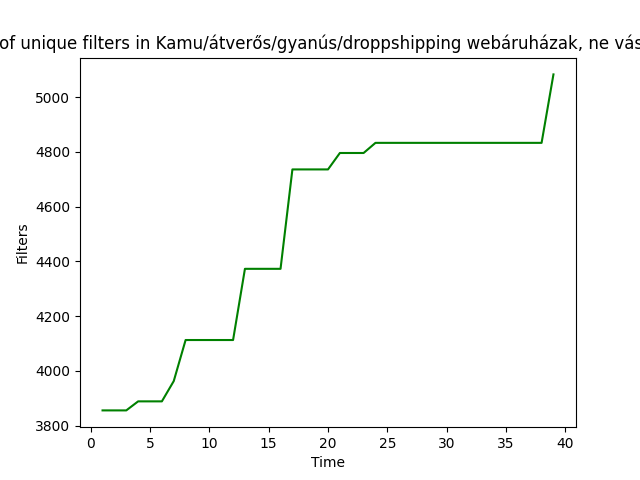 of unique filters in Kamu/átverős/gyanús/droppshipping webáruházak, ne vás
5000
4800
4600
4400
4200
4000
3800
Filters
0 5 10 15 20 25 30 35 40
Time